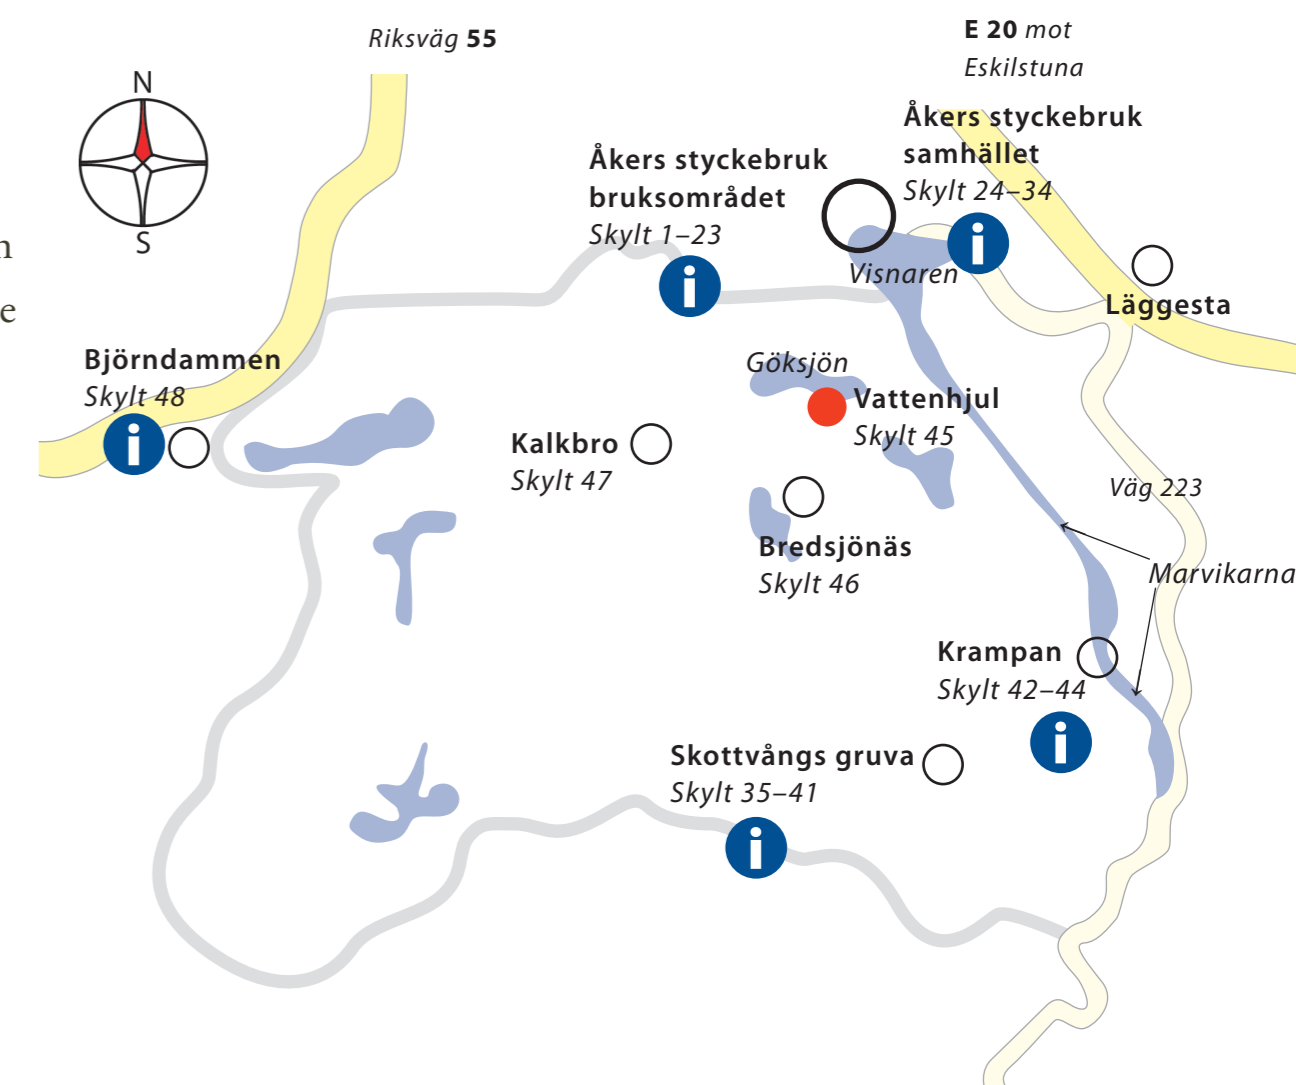 Riksväg 55
E 20 mot
Eskilstuna
N
S
Åkers styckebruk
samhället
Skylt 24–34
Åkers styckebruk
bruksområdet
Skylt 1–23
n
e
i
i
Visnaren
Läggesta
Björndammen
Skylt 48
i
Göksjön
Vattenhjul
Skylt 45
Kalkbro
Skylt 47
Väg 223
Bredsjönäs
Skylt 46
Marvikarna
Krampan
Skylt 42–44
i
Skottvångs gruva
Skylt 35–41
i